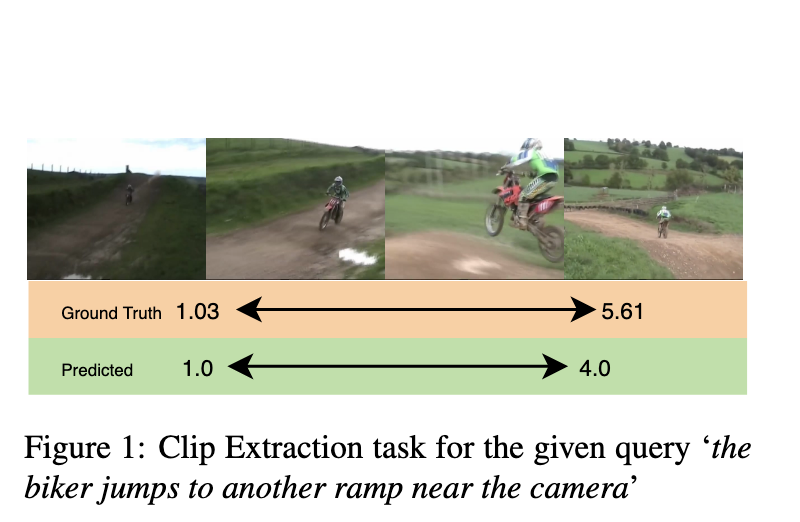 Ground Truth 1.03 5.61
Predicted 1.0 4.0
Figure 1: Clip Extraction task for the given query ‘the
biker jumps to another ramp near the camera’